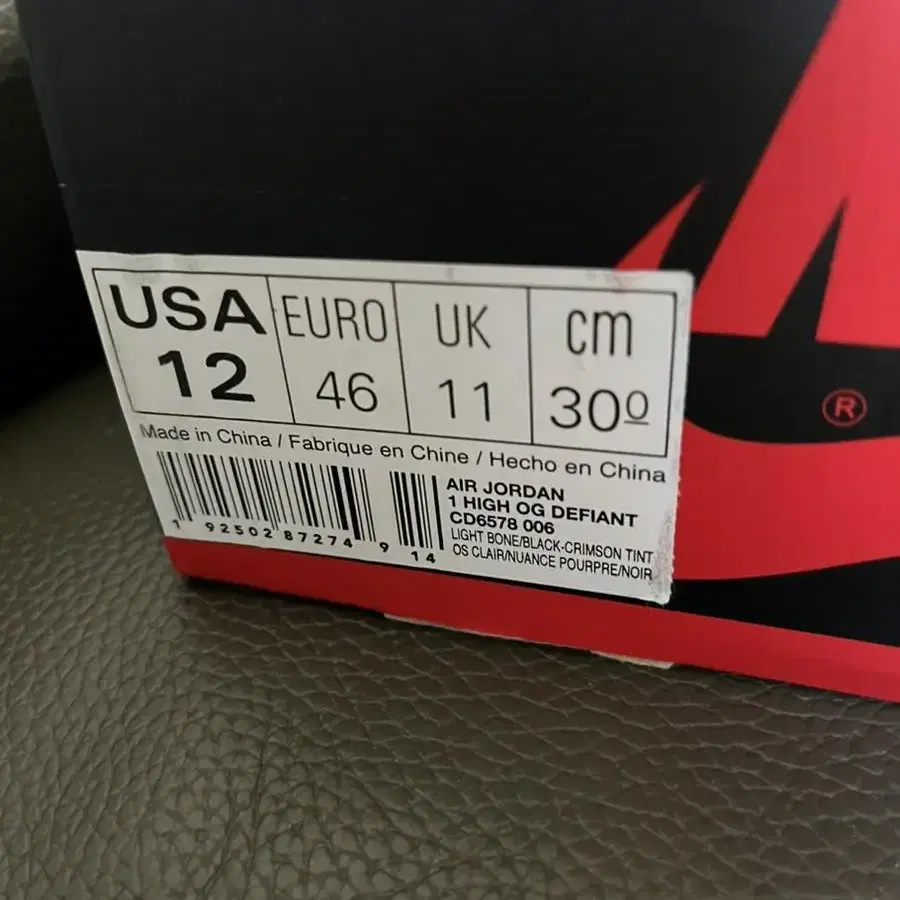 USA EURO UK cm
12 46 11 30º
Made in China / Fabrique en Chine / Hecho en China
1 92502 87274 9 14
AIR JORDAN
1 HIGH OG DEFIANT
CD6578 006
LIGHT BONE/BLACK-CRIMSON TINT
OS CLAIR/NUANCE POURPRE/NOIR
®